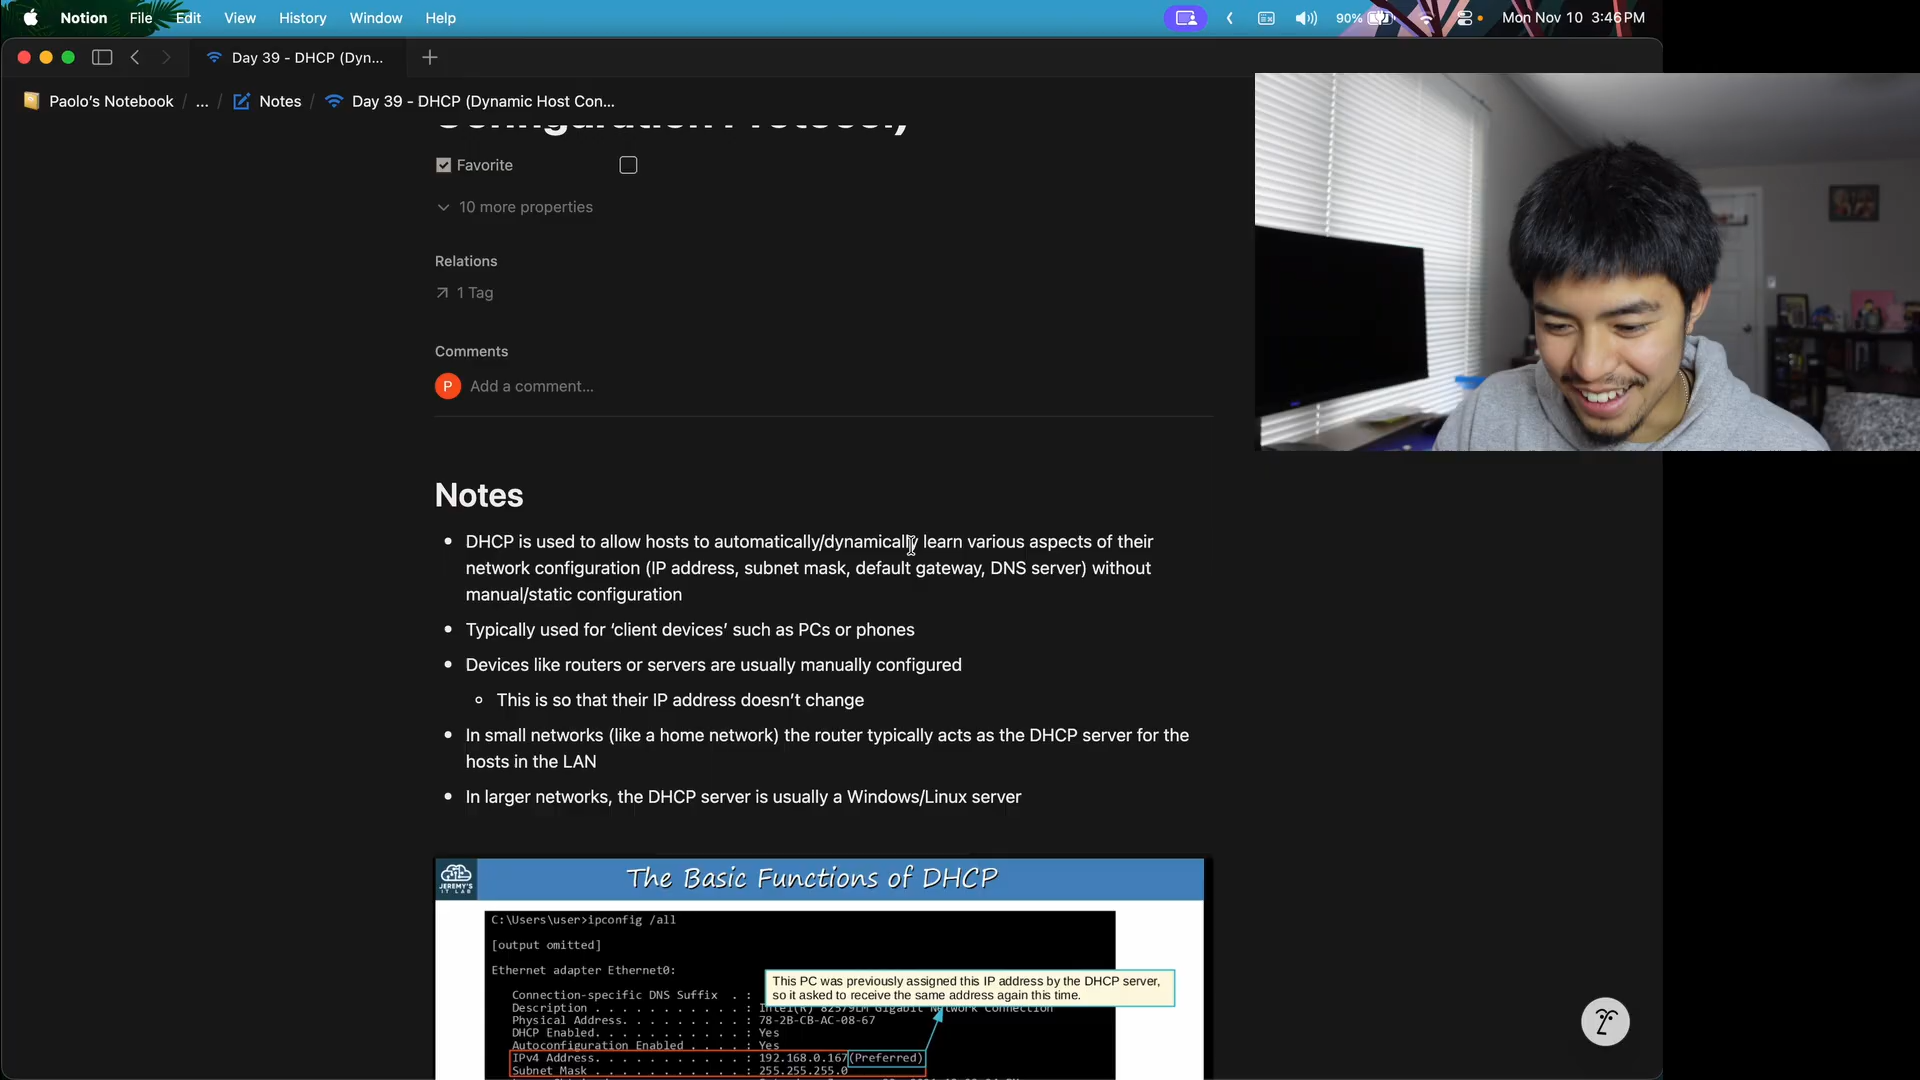 Notion File Edit View History Window Help
90%
Mon Nov 10 3:46 PM
Day 39 - DHCP (Dyn...
Paolo's Notebook / ... / Notes / Day 39 - DHCP (Dynamic Host Con...
Configuration Protocol)
Favorite
10 more properties
Relations
1 Tag
Comments
P Add a comment...
Notes
• DHCP is used to allow hosts to automatically/dynamically learn various aspects of their
network configuration (IP address, subnet mask, default gateway, DNS server) without
manual/static configuration
• Typically used for ‘client devices’ such as PCs or phones
• Devices like routers or servers are usually manually configured
◦ This is so that their IP address doesn’t change
• In small networks (like a home network) the router typically acts as the DHCP server for the
hosts in the LAN
• In larger networks, the DHCP server is usually a Windows/Linux server
JEREMY'S
IT LAB
The Basic Functions of DHCP
C:\Users\user>ipconfig /all
[output omitted]
Ethernet adapter Ethernet0:
This PC was previously assigned this IP address by the DHCP server,
so it asked to receive the same address again this time.
Connection-specific DNS Suffix . :
Description . . . . . . . . . . . : Intel(R) 82579LM Gigabit Network Connection
Physical Address. . . . . . . . . : 78-2B-CB-AC-08-67
DHCP Enabled. . . . . . . . . . . : Yes
Autoconfiguration Enabled . . . . : Yes
IPv4 Address. . . . . . . . . . . : 192.168.0.167(Preferred)
Subnet Mask . . . . . . . . . . . : 255.255.255.0